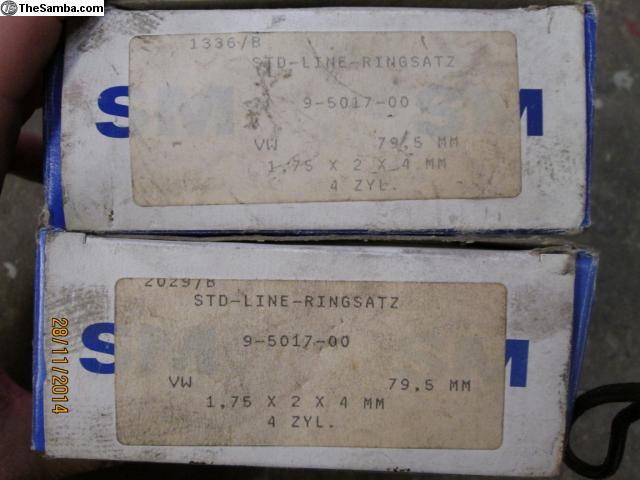 TheSamba.com
1336/B
STD-LINE-RINGSATZ
9-5017-00
VW 79,5 MM
1,75 X 2 X 4 MM
4 ZYL.
2029/B
STD-LINE-RINGSATZ
9-5017-00
VW 79,5 MM
1,75 X 2 X 4 MM
4 ZYL.
28/11/2014